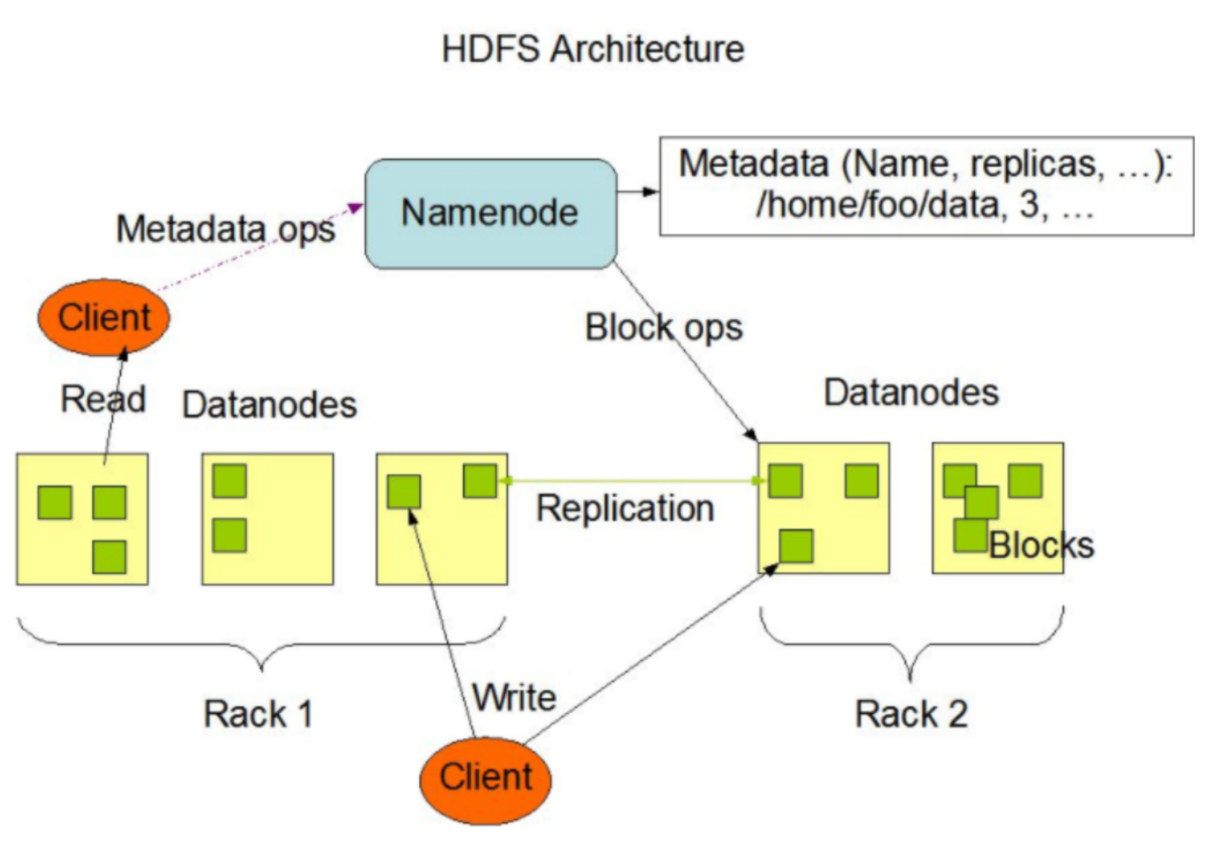 HDFS Architecture
Metadata (Name, replicas, ...):
/home/foo/data, 3, ...
Namenode
Metadata ops
Client
Block ops
Read
Datanodes
Datanodes
Replication
Blocks
Rack 1
Write
Rack 2
Client